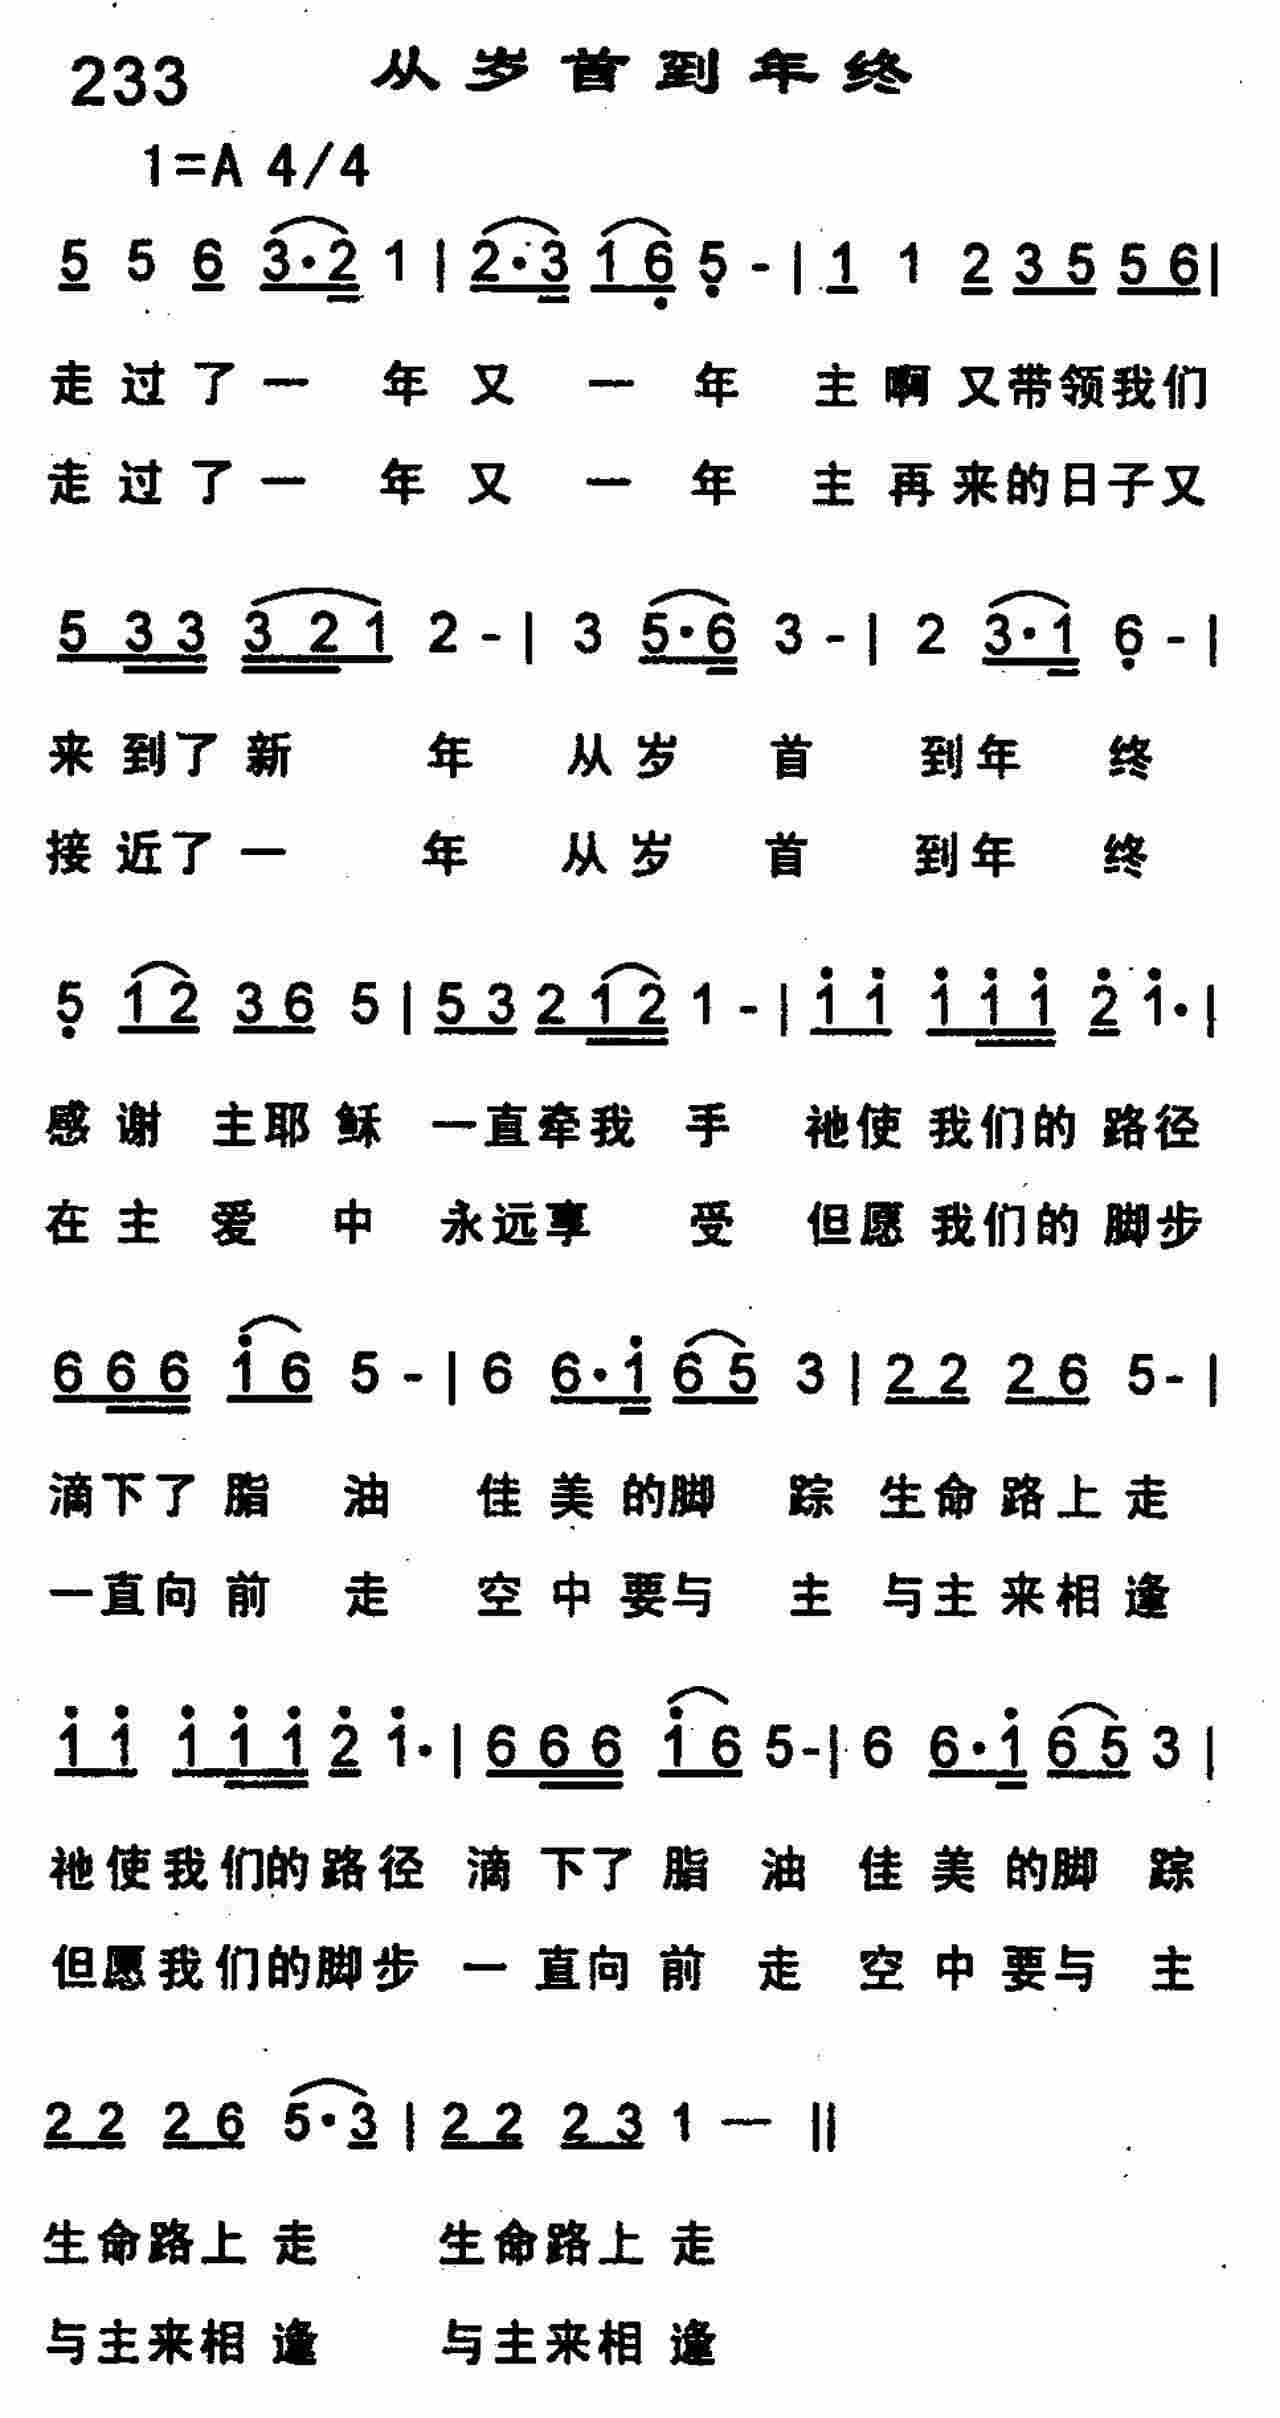 233 从岁首到年终
1=A 4/4
5 5 6 3·2 1 | 2·3 1 6 5 - | 1 1 2 3 5 5 6 |
走过了一年又一年主啊又带领我们
走过了一年又一年主再来的日子又
5 3 3 3 2 1 2 - | 3 5·6 3 - | 2 3·1 6 - |
来到了新年从岁首到年终
接近了一年从岁首到年终
5 1 2 3 6 5 | 5 3 2 1 2 1 - | 1 1 1 1 1 2 1· |
感谢主耶稣一直牵我手祂使我们的路径
在主爱中永远享受但愿我们的脚步
6 6 6 1 6 5 - | 6 6·1 6 5 3 | 2 2 2 6 5 - |
滴下了脂油佳美的脚踪生命路上走
一直向前走空中要与主与主来相逢
1 1 1 1 1 2 1· | 6 6 6 1 6 5 - | 6 6·1 6 5 3 |
祂使我们的路径滴下了脂油佳美的脚踪
但愿我们的脚步一直向前走空中要与主
2 2 2 6 5·3 | 2 2 2 3 1 — ‖
生命路上走生命路上走
与主来相逢与主来相逢